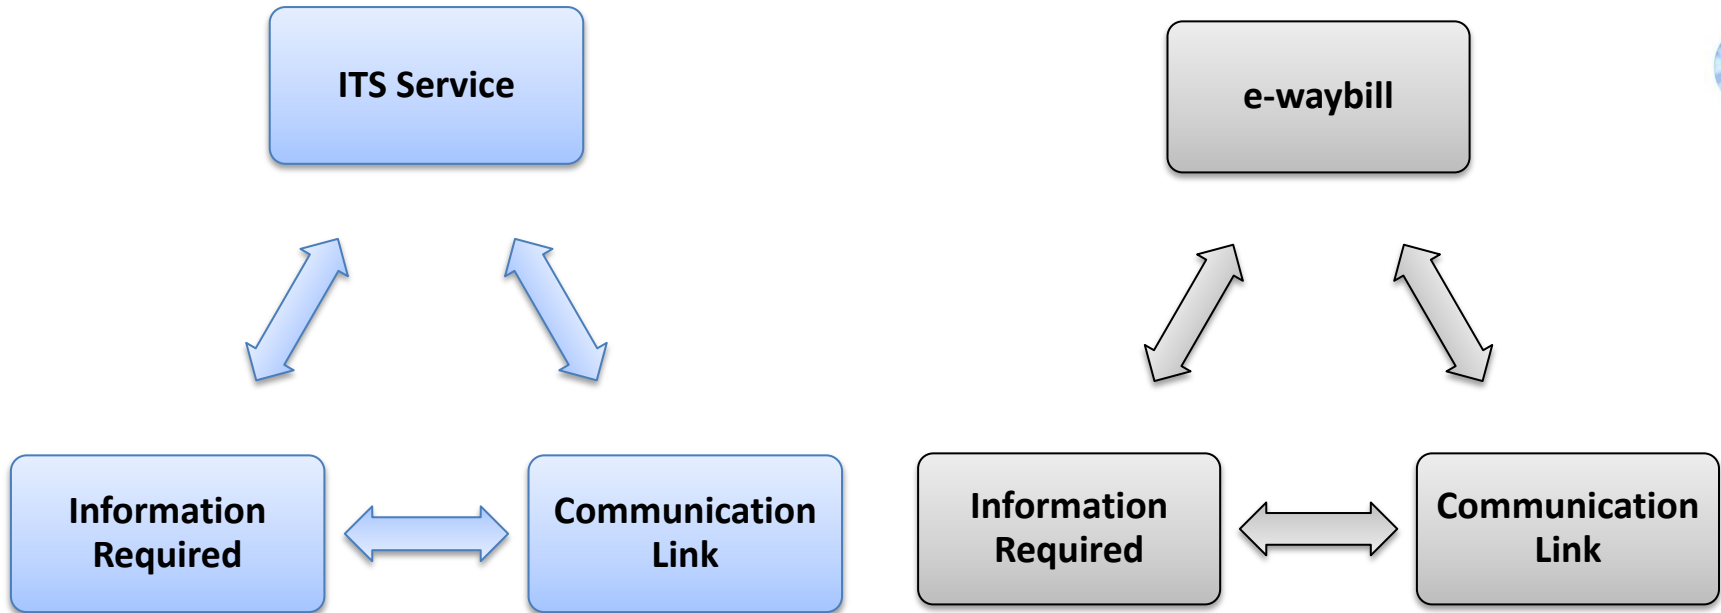 ITS Service
e-waybill
Information
Required
Communication
Link
Information
Required
Communication
Link